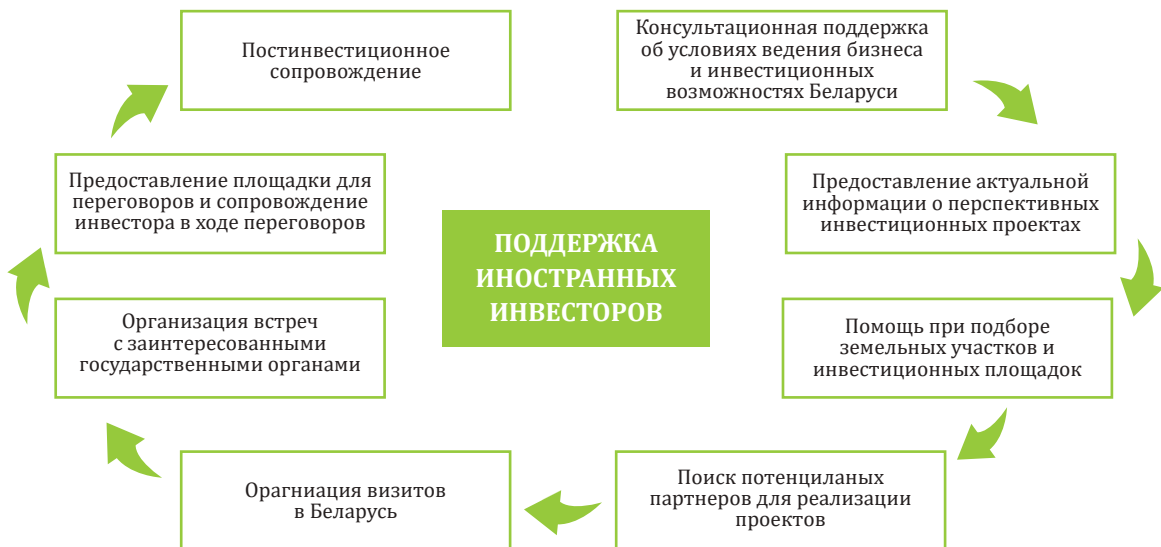 Постинвестиционное
сопровождение
Консультационная поддержка
об условиях ведения бизнеса
и инвестиционных
возможностях Беларуси
Предоставление площадки для
переговоров и сопровождение
инвестора в ходе переговоров
ПОДДЕРЖКА
ИНОСТРАННЫХ
ИНВЕСТОРОВ
Предоставление актуальной
информации о перспективных
инвестиционных проектах
Организация встреч
с заинтересованными
государственными органами
Помощь при подборе
земельных участков и
инвестиционных площадок
Орагниация визитов
в Беларусь
Поиск потенциланых
партнеров для реализации
проектов